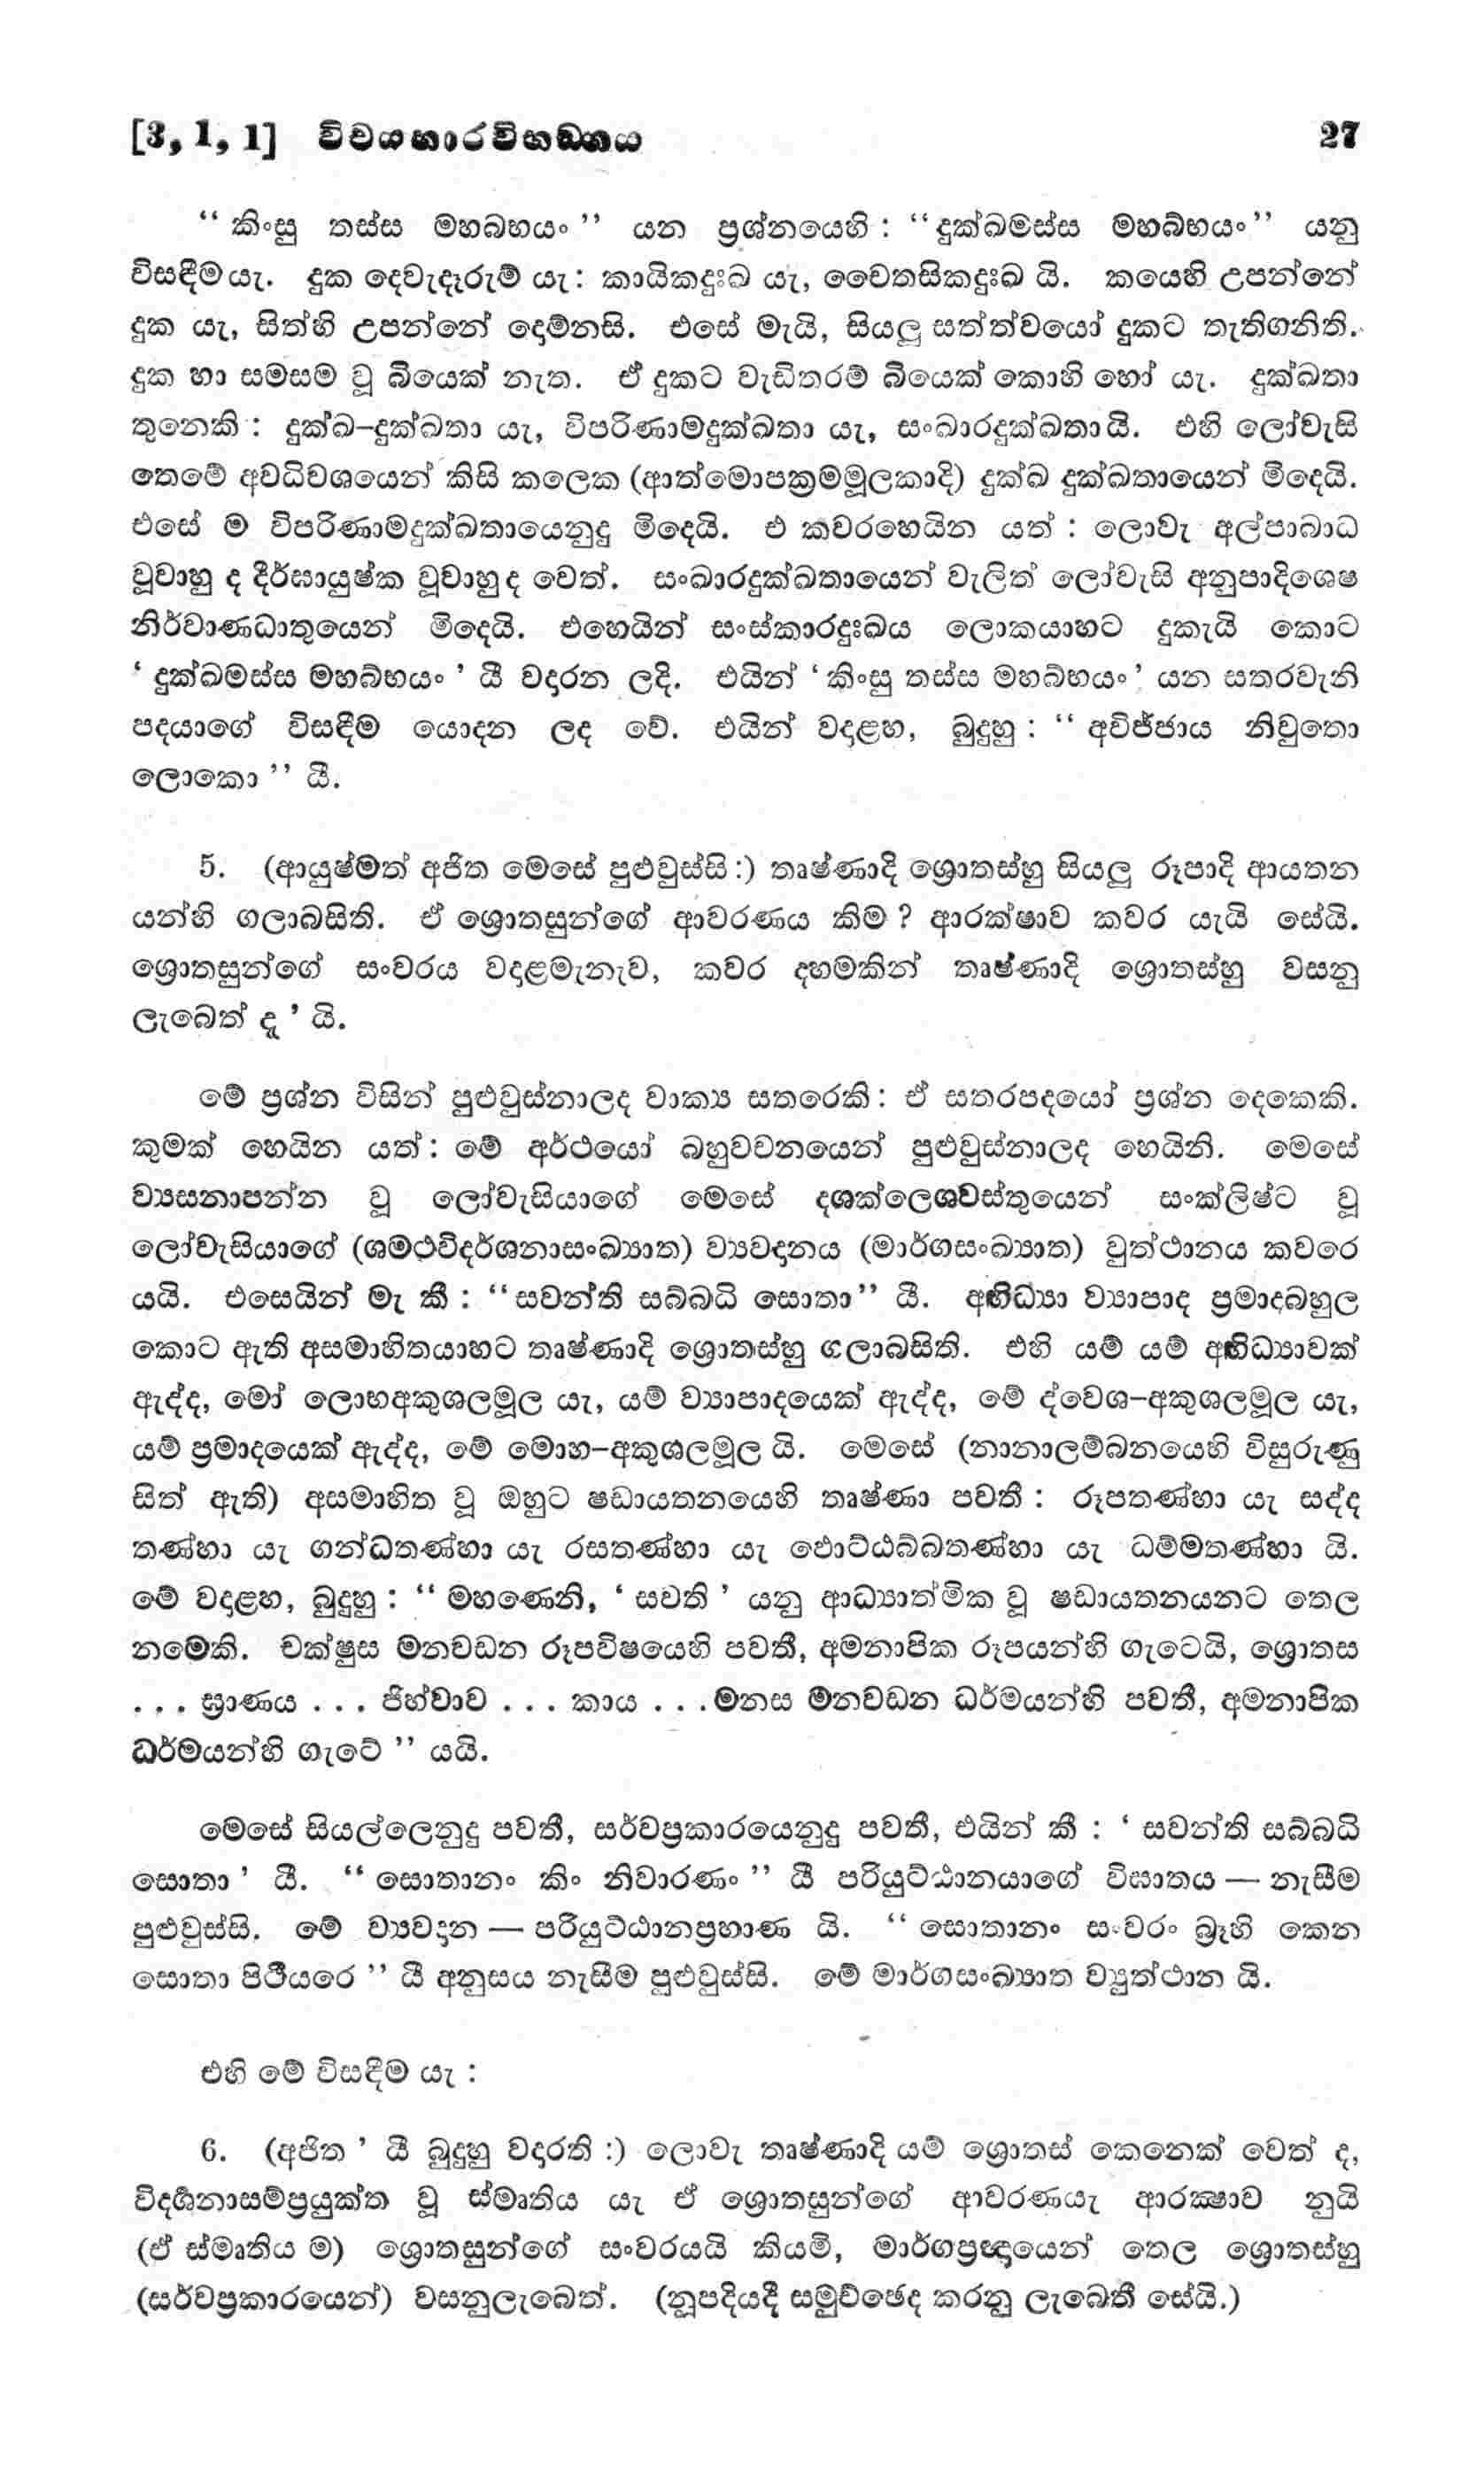 [3, 1, 1] විචයහාරවිභඞ්ගය 27
“ කිංසු තස්ස මහබභයං ” යන ප්‍රශ්නයෙහි : “දුක්ඛමස්ස මහබ්භයං” යනු
විසඳීම යැ. දුක දෙවැදෑරුම් යැ : කායිකදුඃඛ යැ, චෛතසිකදුඃඛ යි. කයෙහි උපන්නේ
දුක යැ, සිත්හි උපන්නේ දොම්නසි. එසේ මැයි, සියලු සත්ත්වයෝ දුකට තැතිගනිති.
දුක හා සමසම වූ බියෙක් නැත. ඒ දුකට වැඩිතරම් බියෙක් කොහි හෝ යැ. දුක්ඛතා
තුනෙකි : දුක්ඛ–දුක්ඛතා යැ, විපරිණාමදුක්ඛතා යැ, සංඛාරදුක්ඛතායි. එහි ලෝවැසි
තෙමේ අවධිවශයෙන් කිසි කලෙක (ආත්මොපක්‍රමමූලකාදි) දුක්ඛ දුක්ඛතායෙන් මිදෙයි.
එසේ ම විපරිණාමදුක්ඛතායෙනුදු මිදෙයි. එ කවරහෙයින යත් : ලොවැ අල්පාබාධ
වූවාහු ද දීර්ඝායුෂ්ක වූවාහු ද වෙත්. සංඛාරදුක්ඛතායෙන් වැලිත් ලෝවැසි අනුපාදිශෙෂ
නිර්වාණධාතුයෙන් මිදෙයි. එහෙයින් සංස්කාරදුඃඛය ලොකයාහට දුකැයි කොට
‘ දුක්ඛමස්ස මහබ්භයං ’ යී වදාරන ලදි. එයින් ‘කිංසු තස්ස මහබ්භයං’ යන සතරවැනි
පදයාගේ විසඳීම යොදන ලද වේ. එයින් වදාළහ, බුදුහු : “ අවිජ්ජාය නිවුතො
ලොකො ” යී.
5. (ආයුෂ්මත් අජිත මෙසේ පුළුවුස්සි :) තෘෂ්ණාදි ශ්‍රොතස්හු සියලු රූපාදි ආයතන
යන්හි ගලාබසිති. ඒ ශ්‍රොතසුන්ගේ ආවරණය කිම ? ආරක්ෂාව කවර යැයි සේයි.
ශ්‍රොතසුන්ගේ සංවරය වදාළමැනැව, කවර දහමකින් තෘෂ්ණාදි ශ්‍රොතස්හු වසනු
ලැබෙත් දැ ’ යි.
මේ ප්‍රශ්න විසින් පුළුවුස්නාලද වාක්‍ය සතරෙකි : ඒ සතරපදයෝ ප්‍රශ්න දෙකෙකි.
කුමක් හෙයින යත් : මේ අර්ථයෝ බහුවචනයෙන් පුළුවුස්නාලද හෙයිනි. මෙසේ
ව්‍යසනාපන්න වූ ලෝවැසියාගේ මෙසේ දශක්ලෙශවස්තුයෙන් සංක්ලිෂ්ට වූ
ලෝවැසියාගේ (ශමථවිදර්ශනාසංඛ්‍යාත) ව්‍යවදානය (මාර්ගසංඛ්‍යාත) වුත්ථානය කවරෙ
යයි. එසෙයින් මැ කී : “සවන්ති සබ්බධි සොතා” යී. අභිධ්‍යා ව්‍යාපාද ප්‍රමාදබහුල
කොට ඇති අසමාහිතයාහට තෘෂ්ණාදි ශ්‍රොතස්හු ගලාබසිති. එහි යම් යම් අභිධ්‍යාවක්
ඇද්ද, මෝ ලොභඅකුශලමූල යැ, යම් ව්‍යාපාදයෙක් ඇද්ද, මේ ද්වෙශ–අකුශලමූල යැ,
යම් ප්‍රමාදයෙක් ඇද්ද, මේ මොහ–අකුශලමූල යි. මෙසේ (නානාලම්බනයෙහි විසුරුණු
සිත් ඇති) අසමාහිත වූ ඔහුට ෂඩායතනයෙහි තෘෂ්ණා පවතී : රූපතණ්හා යැ සද්ද
තණ්හා යැ ගන්ධතණ්හා යැ රසතණ්හා යැ ඵොට්ඨබ්බතණ්හා යැ ධම්මතණ්හා යි.
මේ වදාළහ, බුදුහු : “ මහණෙනි, ‘ සවති ’ යනු ආධ්‍යාත්මික වූ ෂඩායතනයනට තෙල
නමෙකි. චක්ෂුස මනවඩන රූපවිෂයෙහි පවතී, අමනාපික රූපයන්හි ගැටෙයි, ශ්‍රොතස
. . . ඝ්‍රාණය . . . ජිහ්වාව . . . කාය . . . මනස මනවඩන ධර්මයන්හි පවතී, අමනාපික
ධර්මයන්හි ගැටේ ” යයි.
මෙසේ සියල්ලෙනුදු පවතී, සර්වප්‍රකාරයෙනුදු පවතී, එයින් කී : ‘ සවන්ති සබ්බධි
සොතා ’ යී. “ සොතානං කිං නිවාරණං ” යී පරියුට්ඨානයාගේ විඝාතය — නැසීම
පුළුවුස්සි. මේ ව්‍යවදාන — පරියුට්ඨානප්‍රහාණ යි. “ සොතානං සංවරං බ්‍රූහි කෙන
සොතා පිථීයරෙ ” යී අනුසය නැසීම පුළුවුස්සි. මේ මාර්ගසංඛ්‍යාත ව්‍යුත්ථාන යි.
එහි මේ විසඳිම යැ :
6. (අජිත ’ යී බුදුහු වදාරති :) ලොවැ තෘෂ්ණාදි යම් ශ්‍රොතස් කෙනෙක් වෙත් ද,
විදර්ශනාසම්ප්‍රයුක්ත වූ ස්මෘතිය යැ ඒ ශ්‍රොතසුන්ගේ ආවරණයැ ආරක්‍ෂාව නුයි
(ඒ ස්මෘතිය ම) ශ්‍රොතසුන්ගේ සංවරයයි කියමි, මාර්ගප්‍රඥායෙන් තෙල ශ්‍රොතස්හු
(සර්වප්‍රකාරයෙන්) වසනුලැබෙත්. (නූපදියදී සමුච්ඡෙද කරනු ලැබෙතී සේයි.)